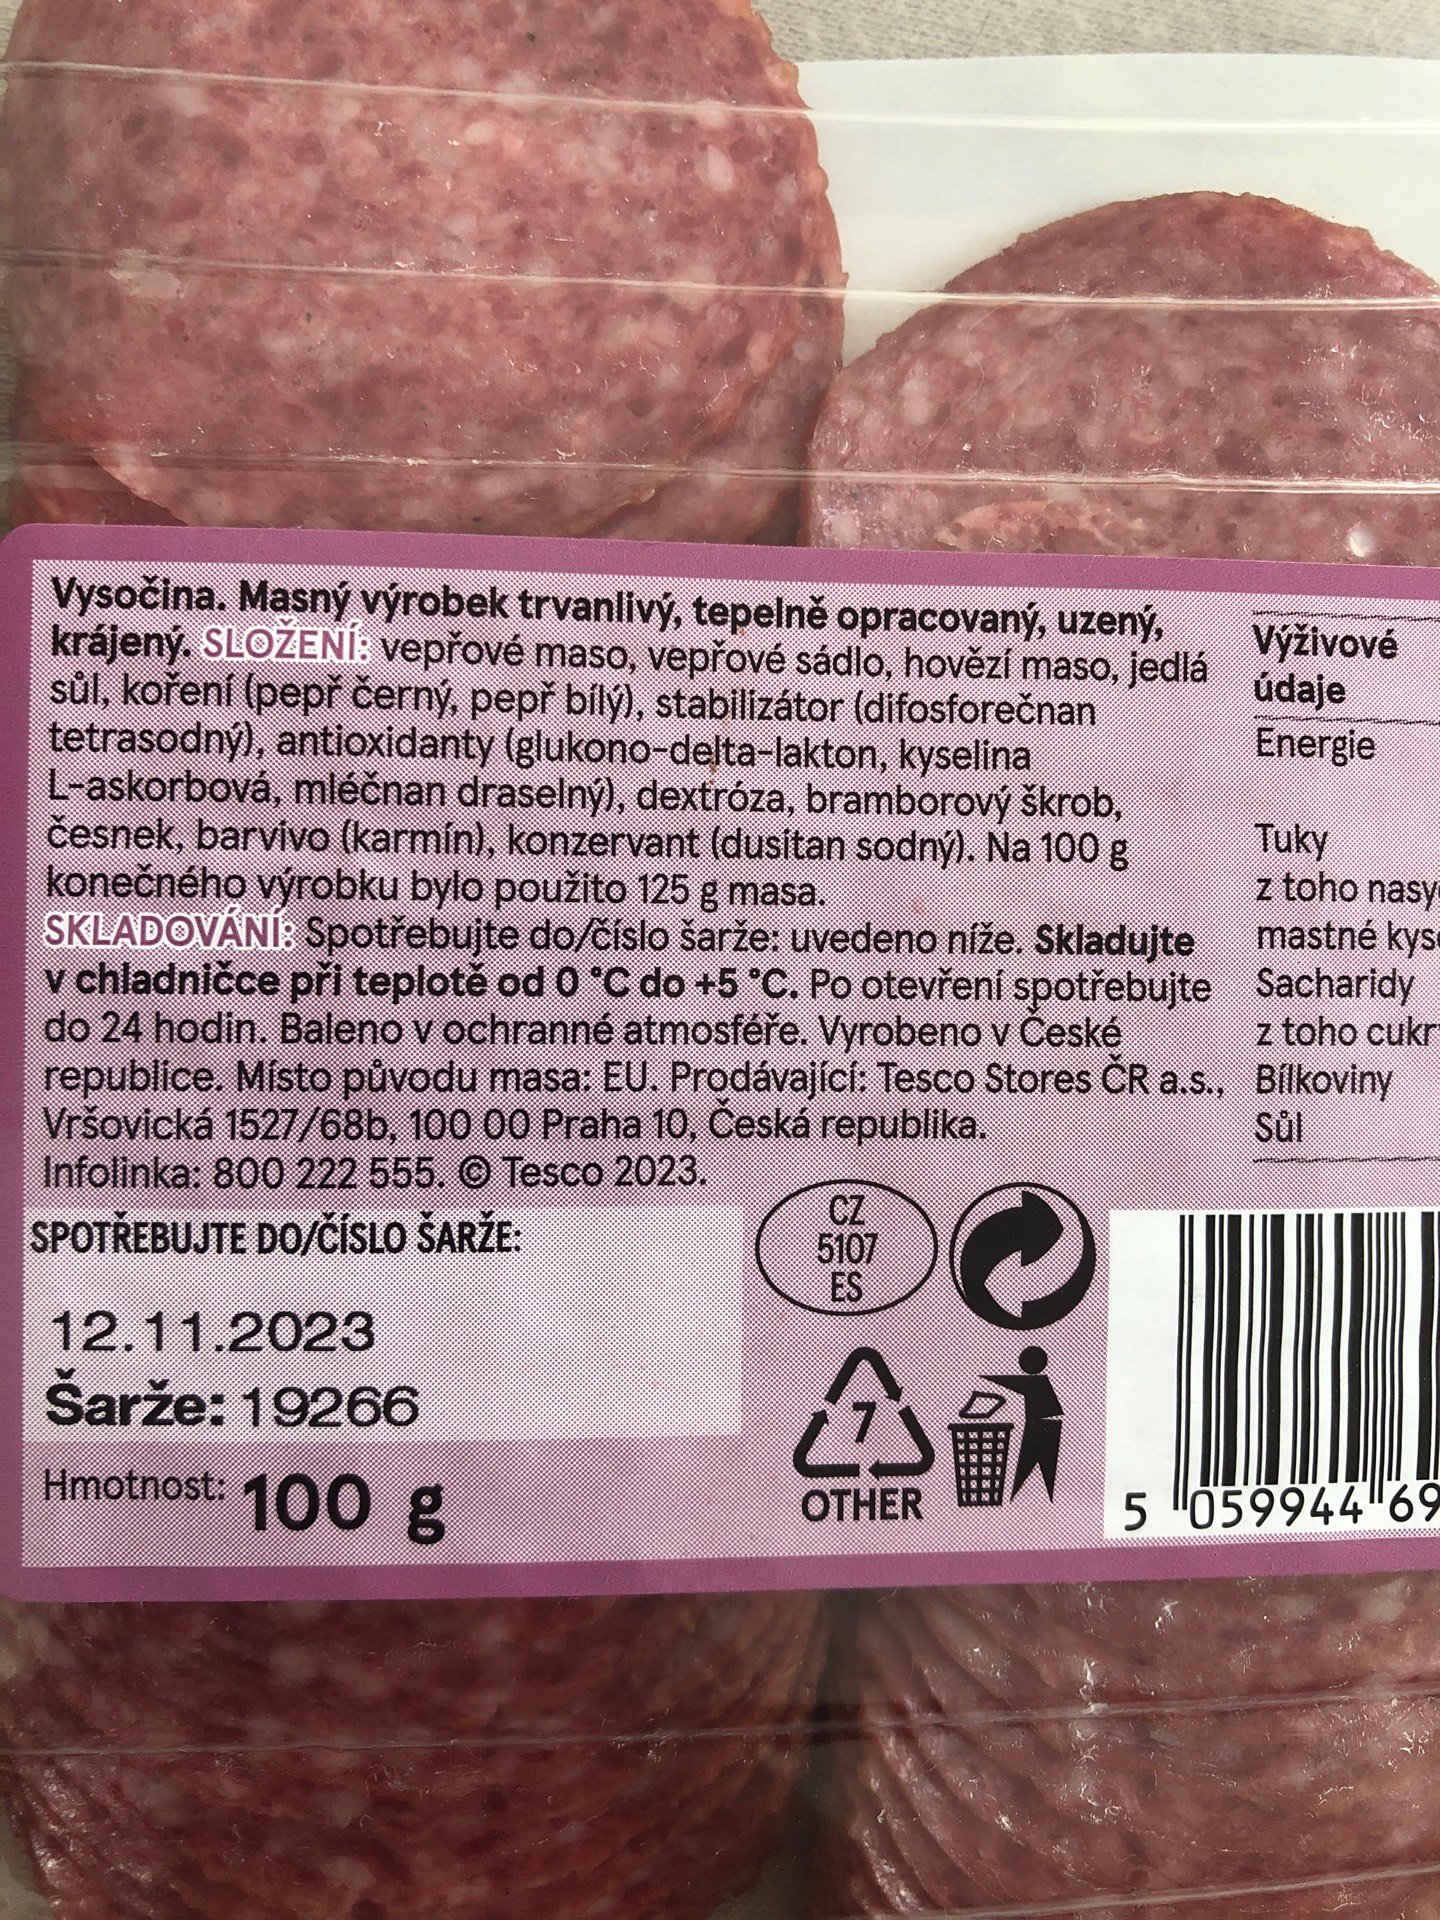 Vysočina. Masný výrobek trvanlivý, tepelně opracovaný, uzený,
krájený. SLOŽENÍ: vepřové maso, vepřové sádlo, hovězí maso, jedlá
sůl, koření (pepř černý, pepř bílý), stabilizátor (difosforečnan
tetrasodný), antioxidanty (glukono-delta-lakton, kyselina
L-askorbová, mléčnan draselný), dextróza, bramborový škrob,
česnek, barvivo (karmín), konzervant (dusitan sodný). Na 100 g
konečného výrobku bylo použito 125 g masa.
SKLADOVÁNÍ: Spotřebujte do/číslo šarže: uvedeno níže. Skladujte
v chladničce při teplotě od 0 °C do +5 °C. Po otevření spotřebujte
do 24 hodin. Baleno v ochranné atmosféře. Vyrobeno v České
republice. Místo původu masa: EU. Prodávající: Tesco Stores ČR a.s.,
Vršovická 1527/68b, 100 00 Praha 10, Česká republika.
Infolinka: 800 222 555. © Tesco 2023.
SPOTŘEBUJTE DO/ČÍSLO ŠARŽE:
12.11.2023
Šarže: 19266
Hmotnost: 100 g
CZ
5107
ES
7
OTHER
Výživové
údaje
Energie
Tuky
z toho nasy
mastné kys
Sacharidy
z toho cukr
Bílkoviny
Sůl
5 059944 69